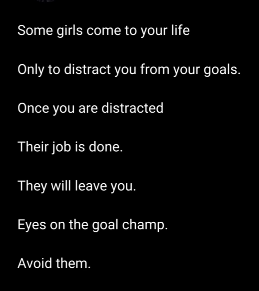 Some girls come to your life
Only to distract you from your goals.
Once you are distracted
Their job is done.
They will leave you.
Eyes on the goal champ.
Avoid them.